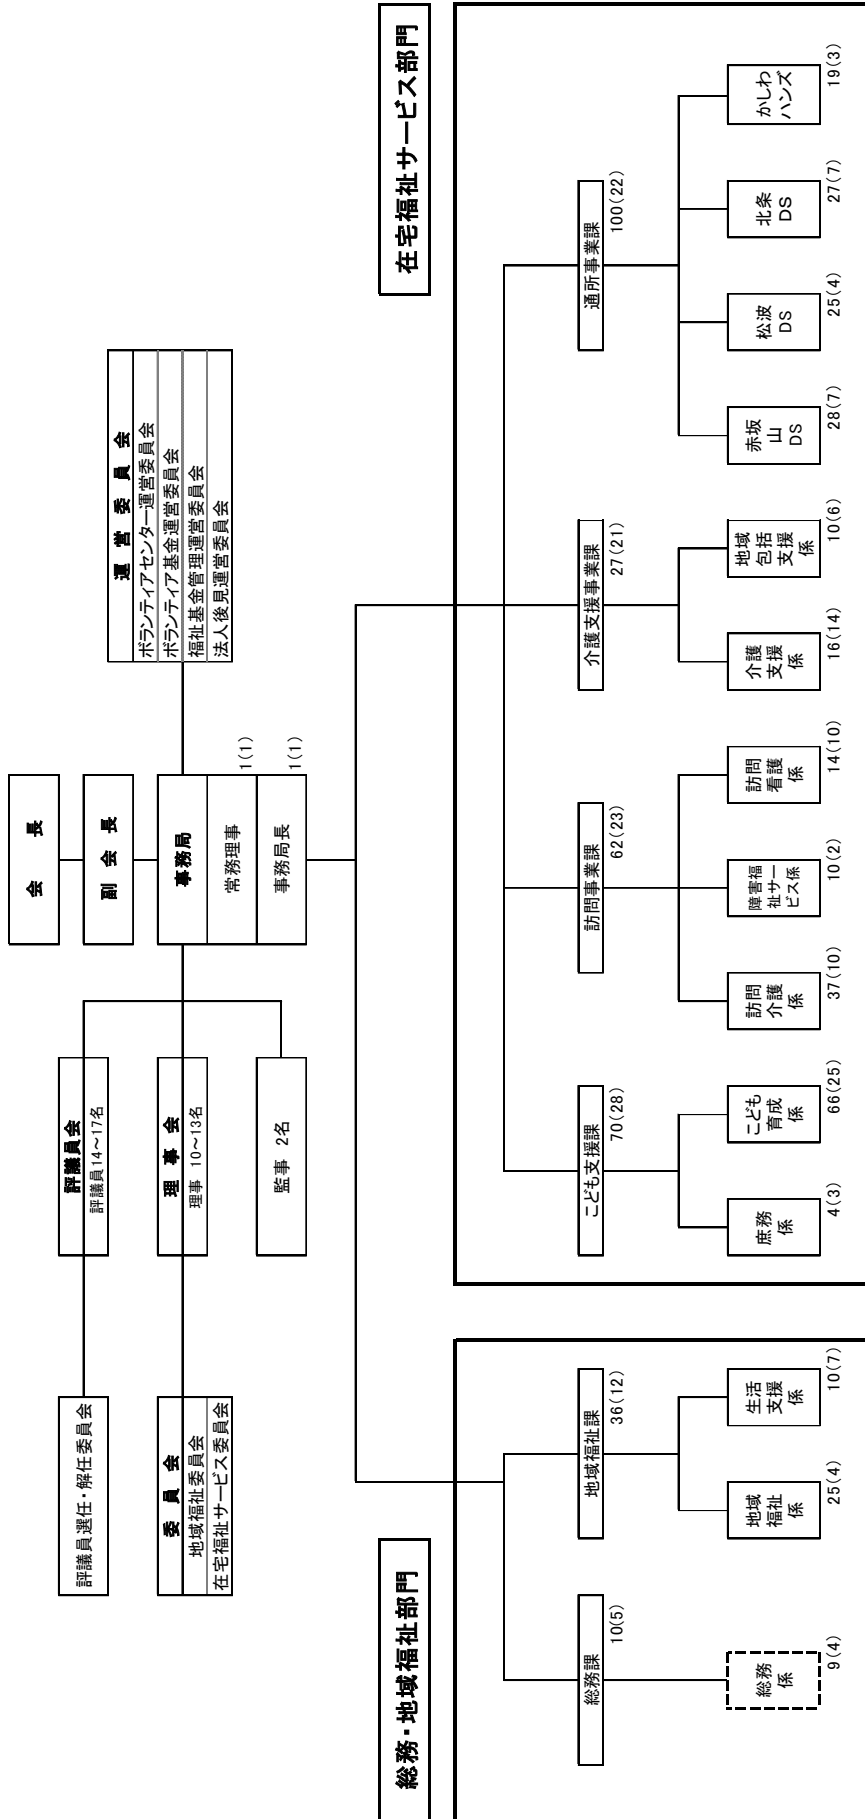 会　長
副　会　長
事務局
常務理事
1(1)
事務局長
1(1)
運　営　委　員　会
ボランティアセンター運営委員会
ボランティア基金運営委員会
福祉基金管理運営委員会
法人後見運営委員会
評議員会
評議員14～17名
理　事　会
理事 10～13名
監事 2名
評議員選任・解任委員会
委　員　会
地域福祉委員会
在宅福祉サービス委員会
総務・地域福祉部門
総務課
10(5)
総務
係
9(4)
地域福祉課
36(12)
地域
福祉
係
25(4)
生活
支援
係
10(7)
在宅福祉サービス部門
こども支援課
70(28)
庶務
係
4(3)
こども
育成
係
66(25)
訪問事業課
62(23)
訪問
介護
係
37(10)
障害福
祉サー
ビス係
10(2)
訪問
看護
係
14(10)
介護支援事業課
27(21)
介護
支援
係
16(14)
地域
包括
支援
係
10(6)
通所事業課
100(22)
赤坂
山
DS
28(7)
松波
DS
25(4)
北条
DS
27(7)
かしわ
ハンズ
19(3)